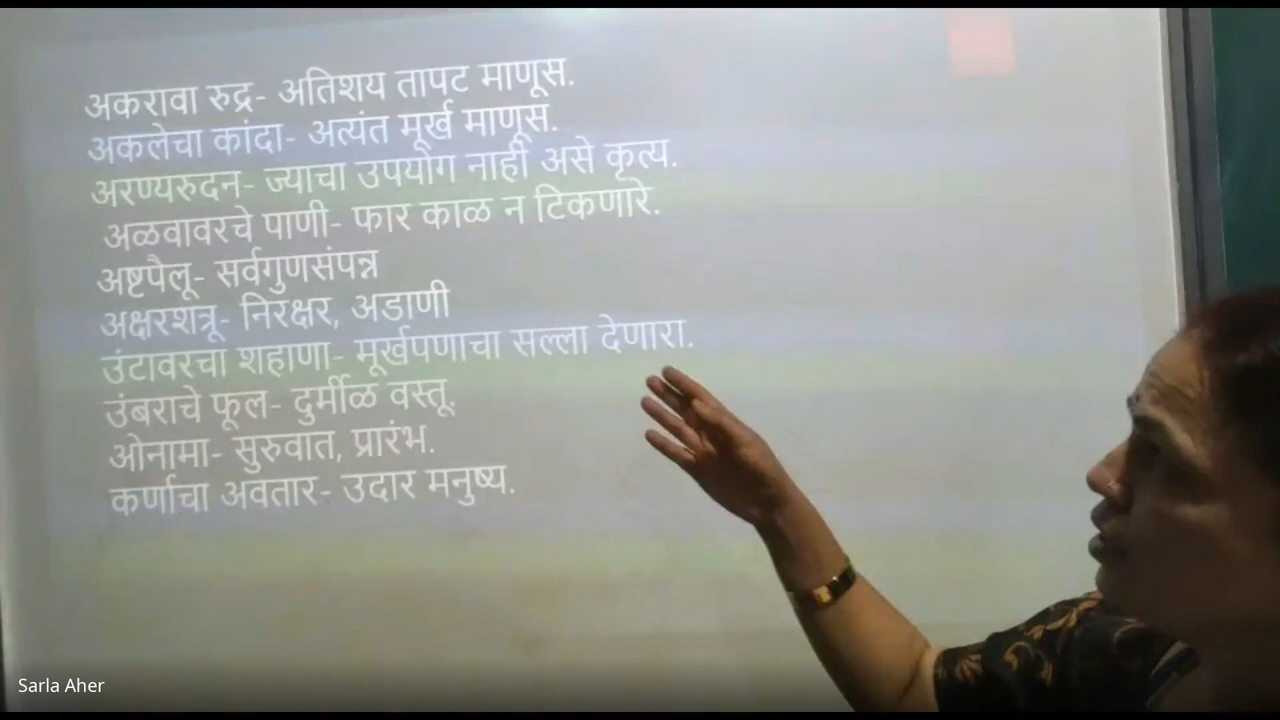 अकरावा रुद्र- अतिशय तापट माणूस.
अकलेचा कांदा- अत्यंत मूर्ख माणूस.
अरण्यरुदन- ज्याचा उपयोग नाही असे कृत्य.
अळवावरचे पाणी- फार काळ न टिकणारे.
अष्टपैलू- सर्वगुणसंपन्न
अक्षरशत्रू- निरक्षर, अडाणी
उंटावरचा शहाणा- मूर्खपणाचा सल्ला देणारा.
उंबराचे फूल- दुर्मीळ वस्तू.
ओनामा- सुरुवात, प्रारंभ.
कर्णाचा अवतार- उदार मनुष्य.
Sarla Aher